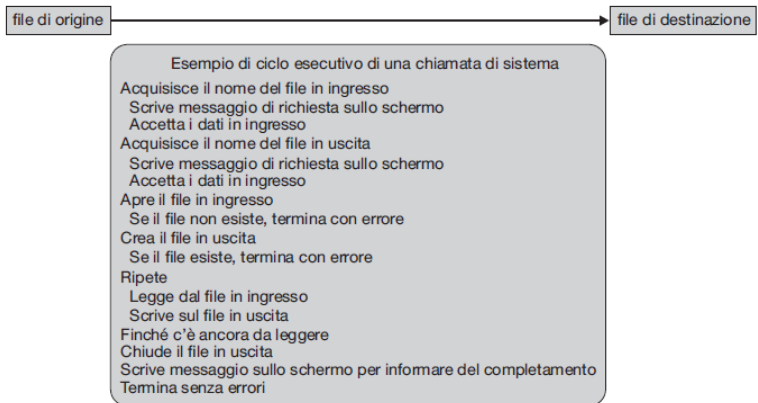 file di origine
file di destinazione
Esempio di ciclo esecutivo di una chiamata di sistema
Acquisisce il nome del file in ingresso
Scrive messaggio di richiesta sullo schermo
Accetta i dati in ingresso
Acquisisce il nome del file in uscita
Scrive messaggio di richiesta sullo schermo
Accetta i dati in ingresso
Apre il file in ingresso
Se il file non esiste, termina con errore
Crea il file in uscita
Se il file esiste, termina con errore
Ripete
Legge dal file in ingresso
Scrive sul file in uscita
Finché c'è ancora da leggere
Chiude il file in uscita
Scrive messaggio sullo schermo per informare del completamento
Termina senza errori